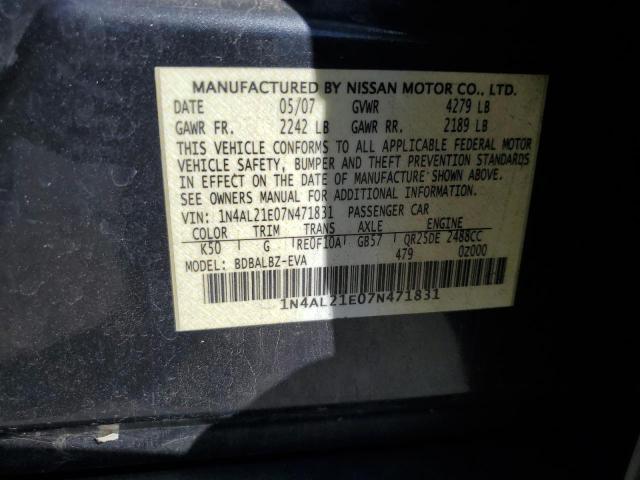 MANUFACTURED BY NISSAN MOTOR CO., LTD.
DATE 05/07 GVWR 4279 LB
GAWR FR. 2242 LB GAWR RR. 2189 LB
THIS VEHICLE CONFORMS TO ALL APPLICABLE FEDERAL MOTOR
VEHICLE SAFETY, BUMPER AND THEFT PREVENTION STANDARDS
IN EFFECT ON THE DATE OF MANUFACTURE SHOWN ABOVE.
SEE OWNERS MANUAL FOR ADDITIONAL INFORMATION.
VIN: 1N4AL21E07N471831 PASSENGER CAR
COLOR TRIM TRANS AXLE ENGINE
K50 G RE0F10A GB57 QR25DE 2488CC
MODEL: BDBALBZ-EVA 479 0Z000
1N4AL21E07N471831